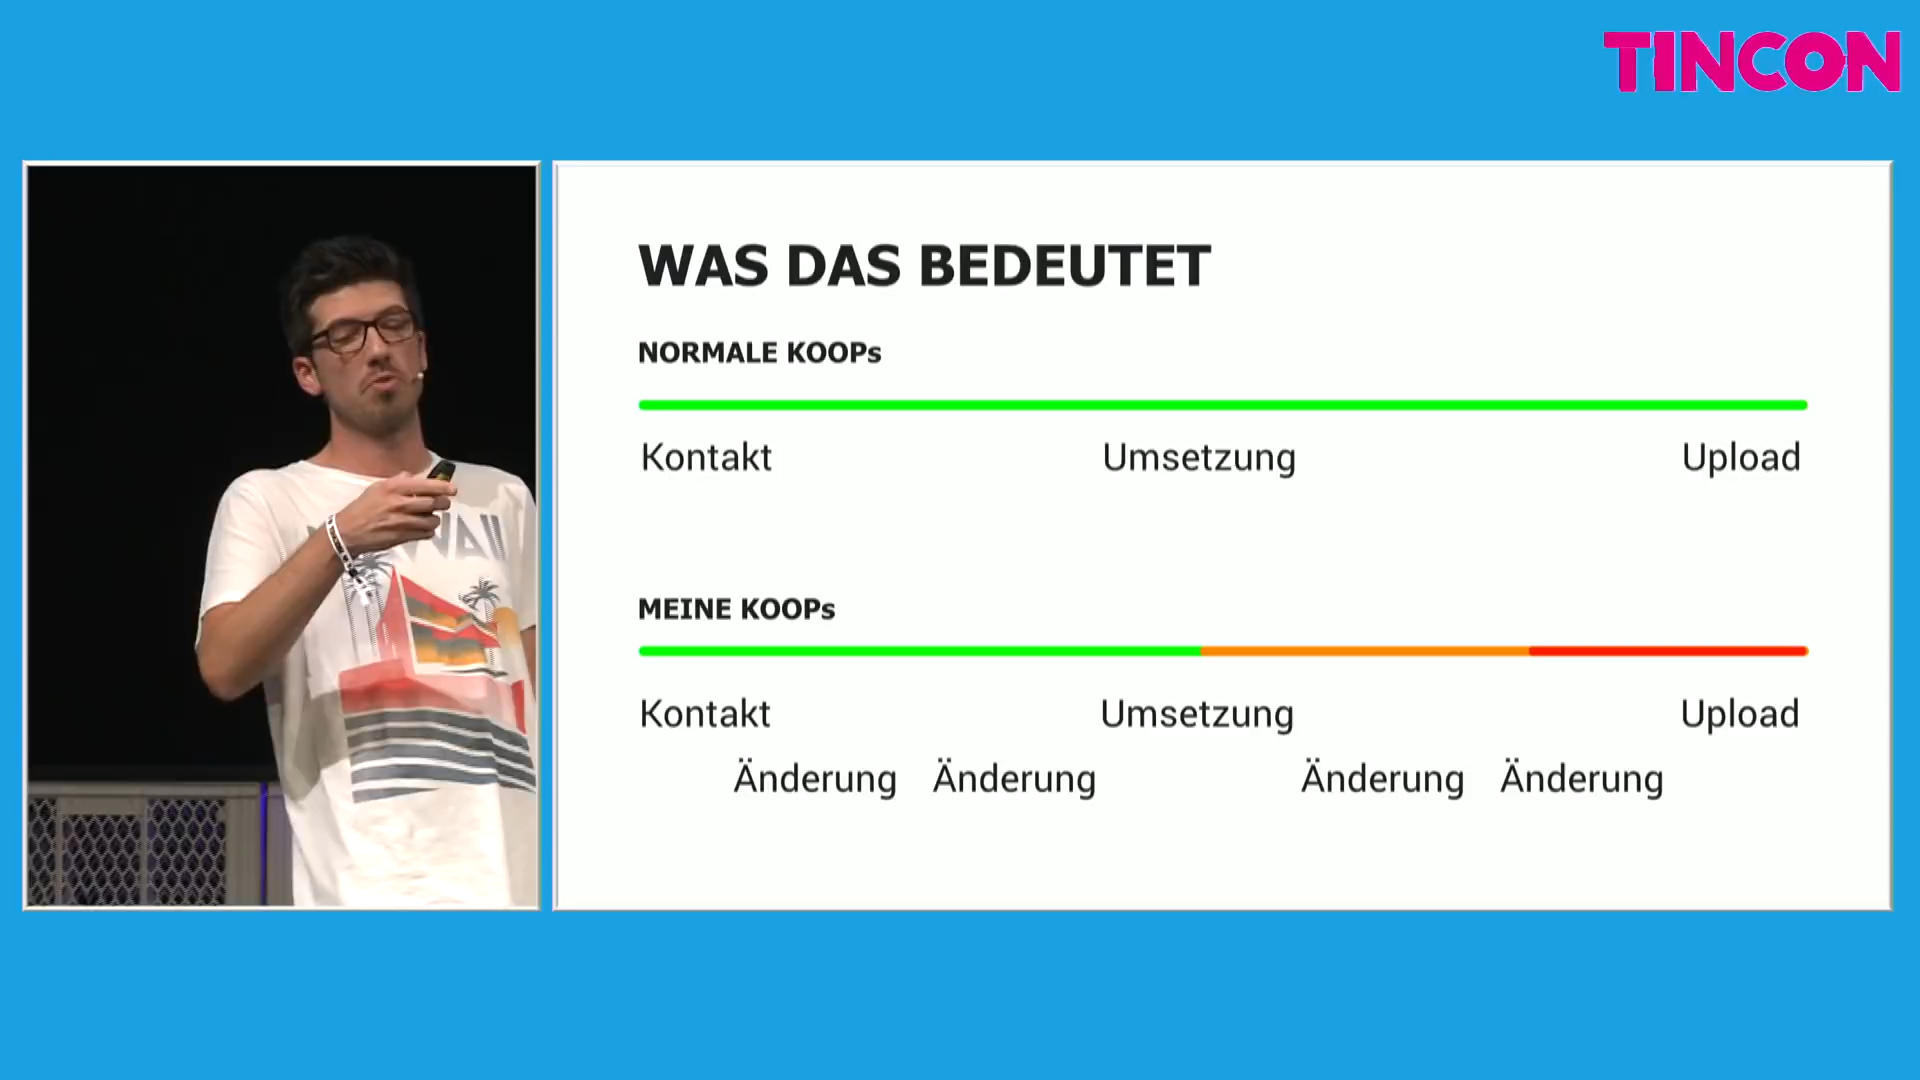 TINCON
WAS DAS BEDEUTET
NORMALE KOOPs
Kontakt Umsetzung Upload
MEINE KOOPs
Kontakt Umsetzung Upload
Änderung Änderung Änderung Änderung